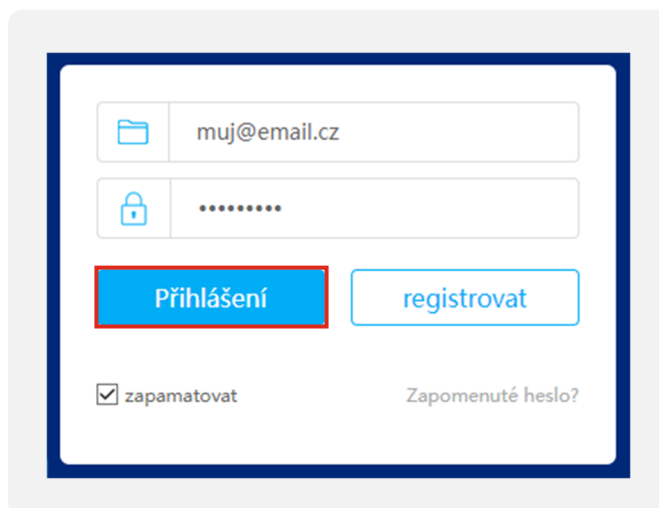 muj@email.cz
•••••••••
Přihlášení
registrovat
zapamatovat
Zapomenuté heslo?